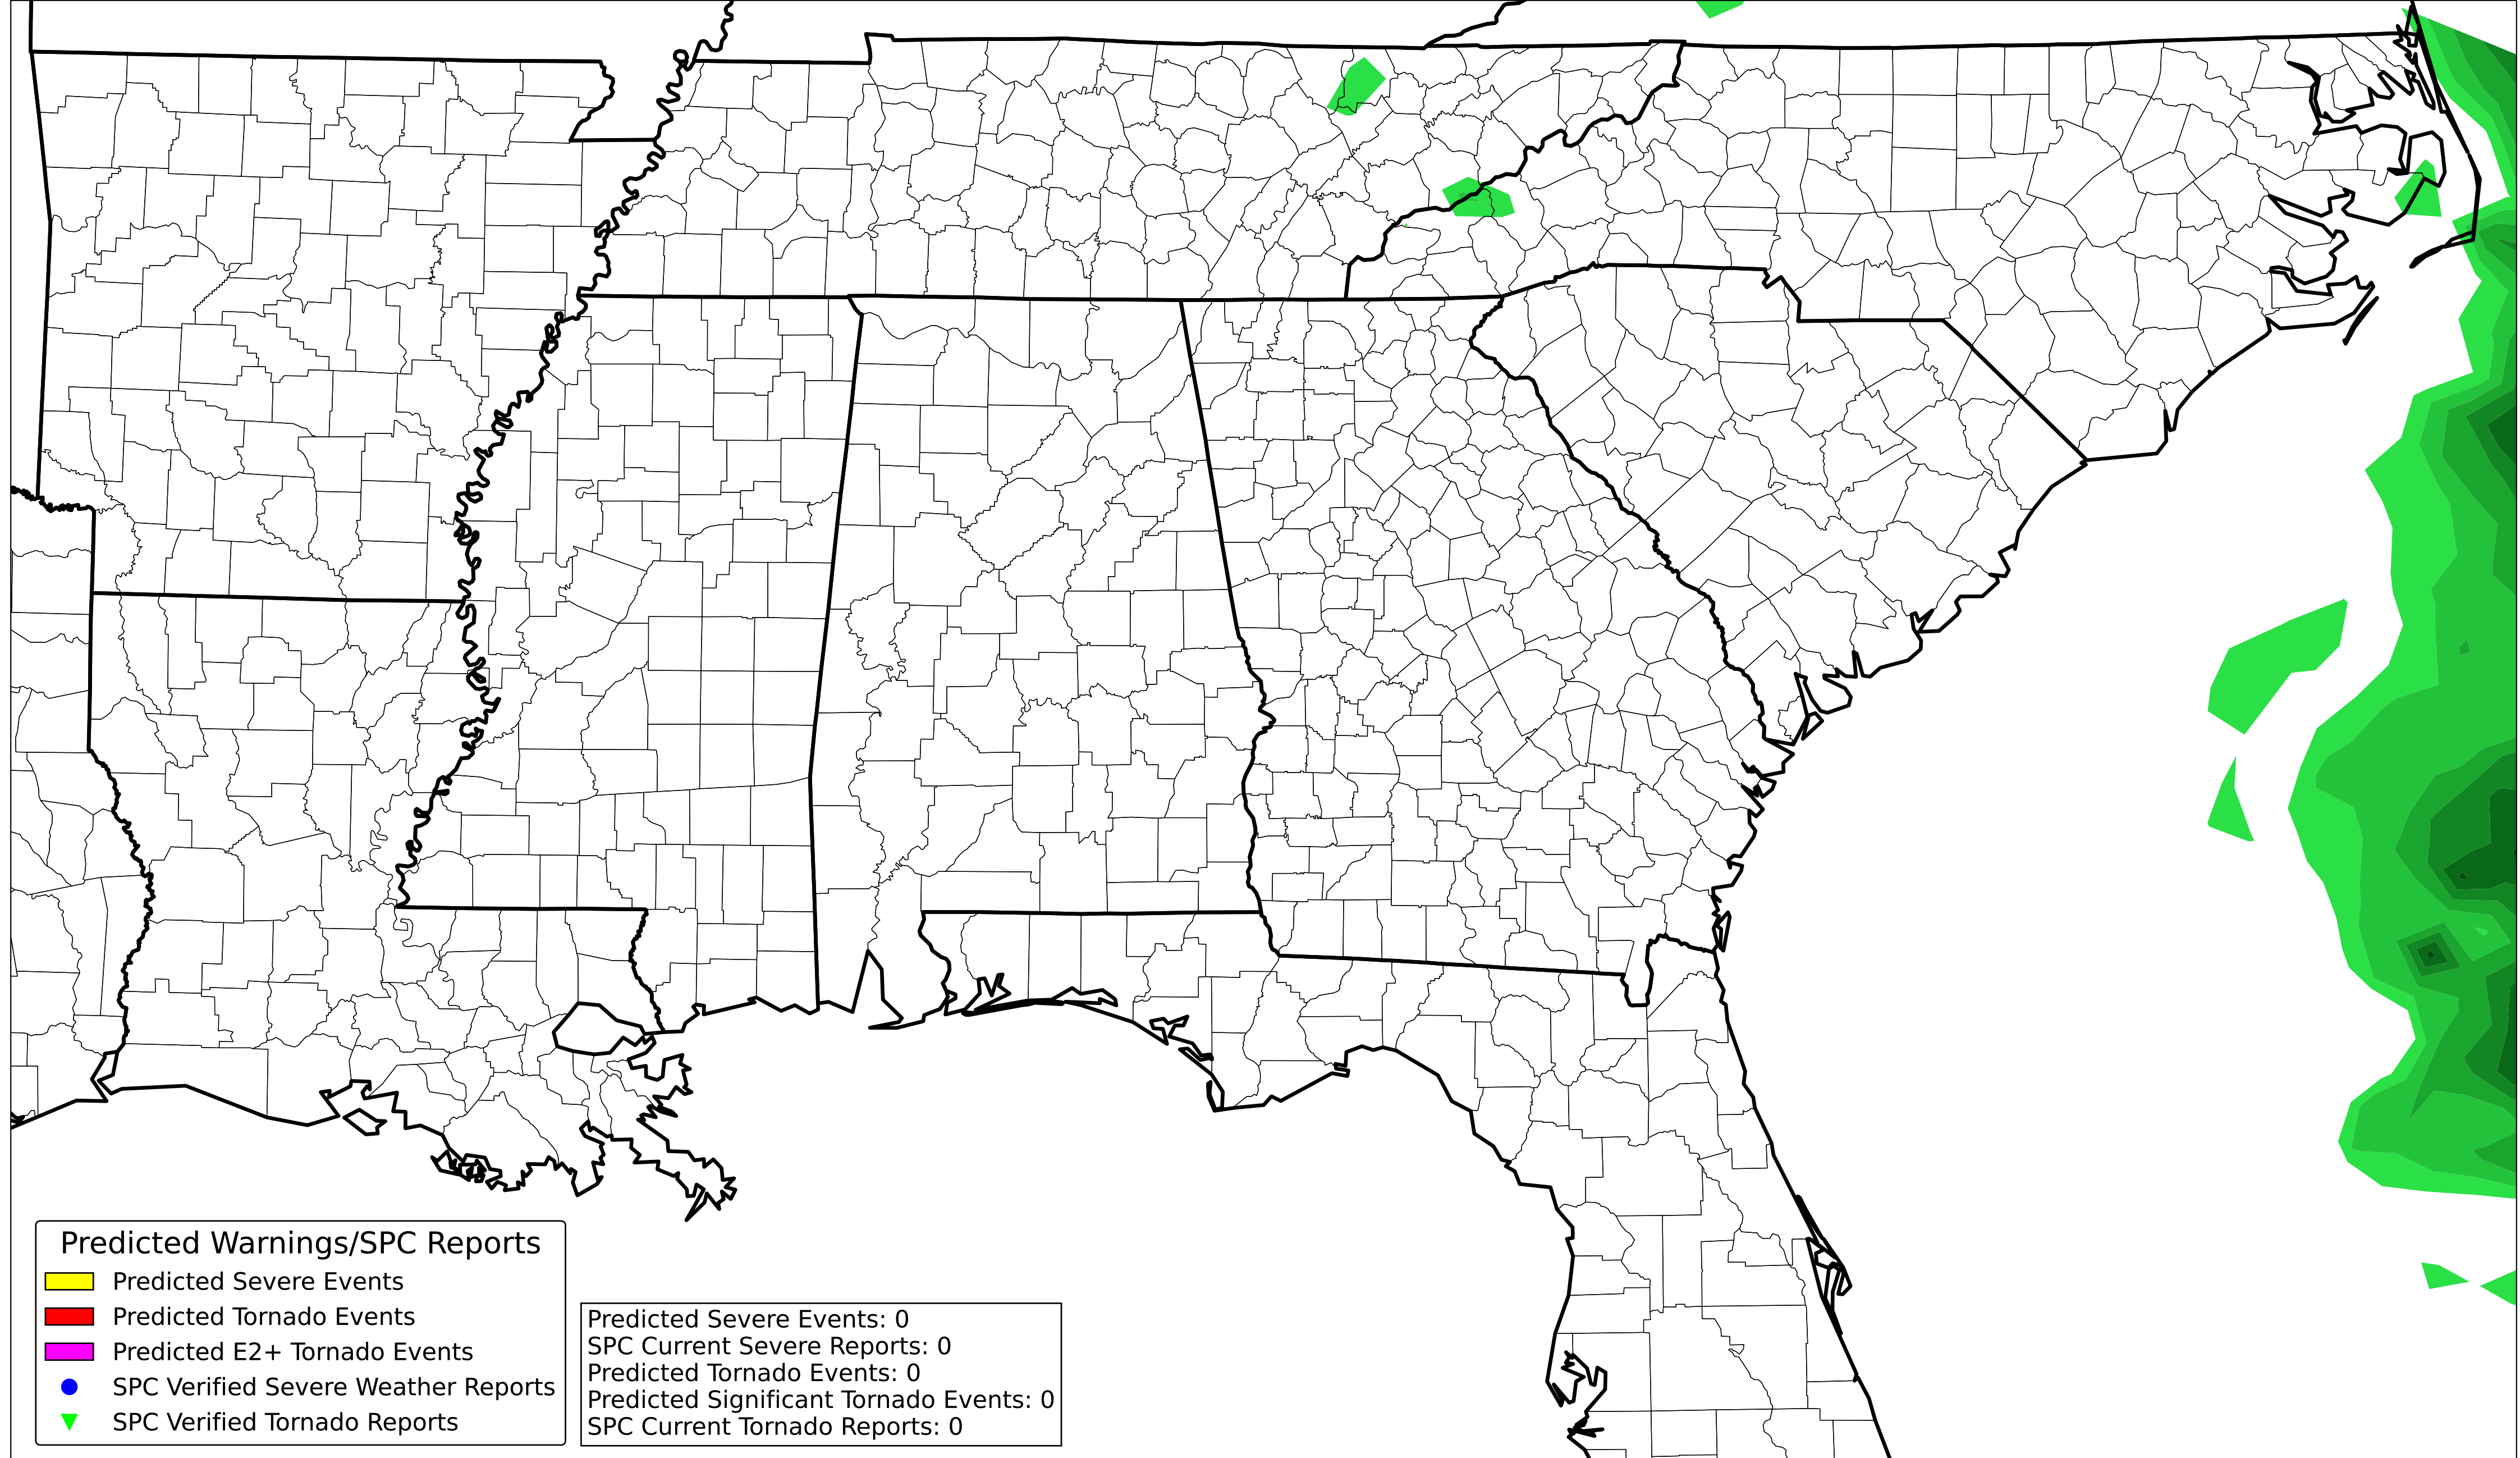 Predicted Warnings/SPC Reports
Predicted Severe Events
Predicted Tornado Events
Predicted E2+ Tornado Events
SPC Verified Severe Weather Reports
SPC Verified Tornado Reports
Predicted Severe Events: 0
SPC Current Severe Reports: 0
Predicted Tornado Events: 0
Predicted Significant Tornado Events: 0
SPC Current Tornado Reports: 0